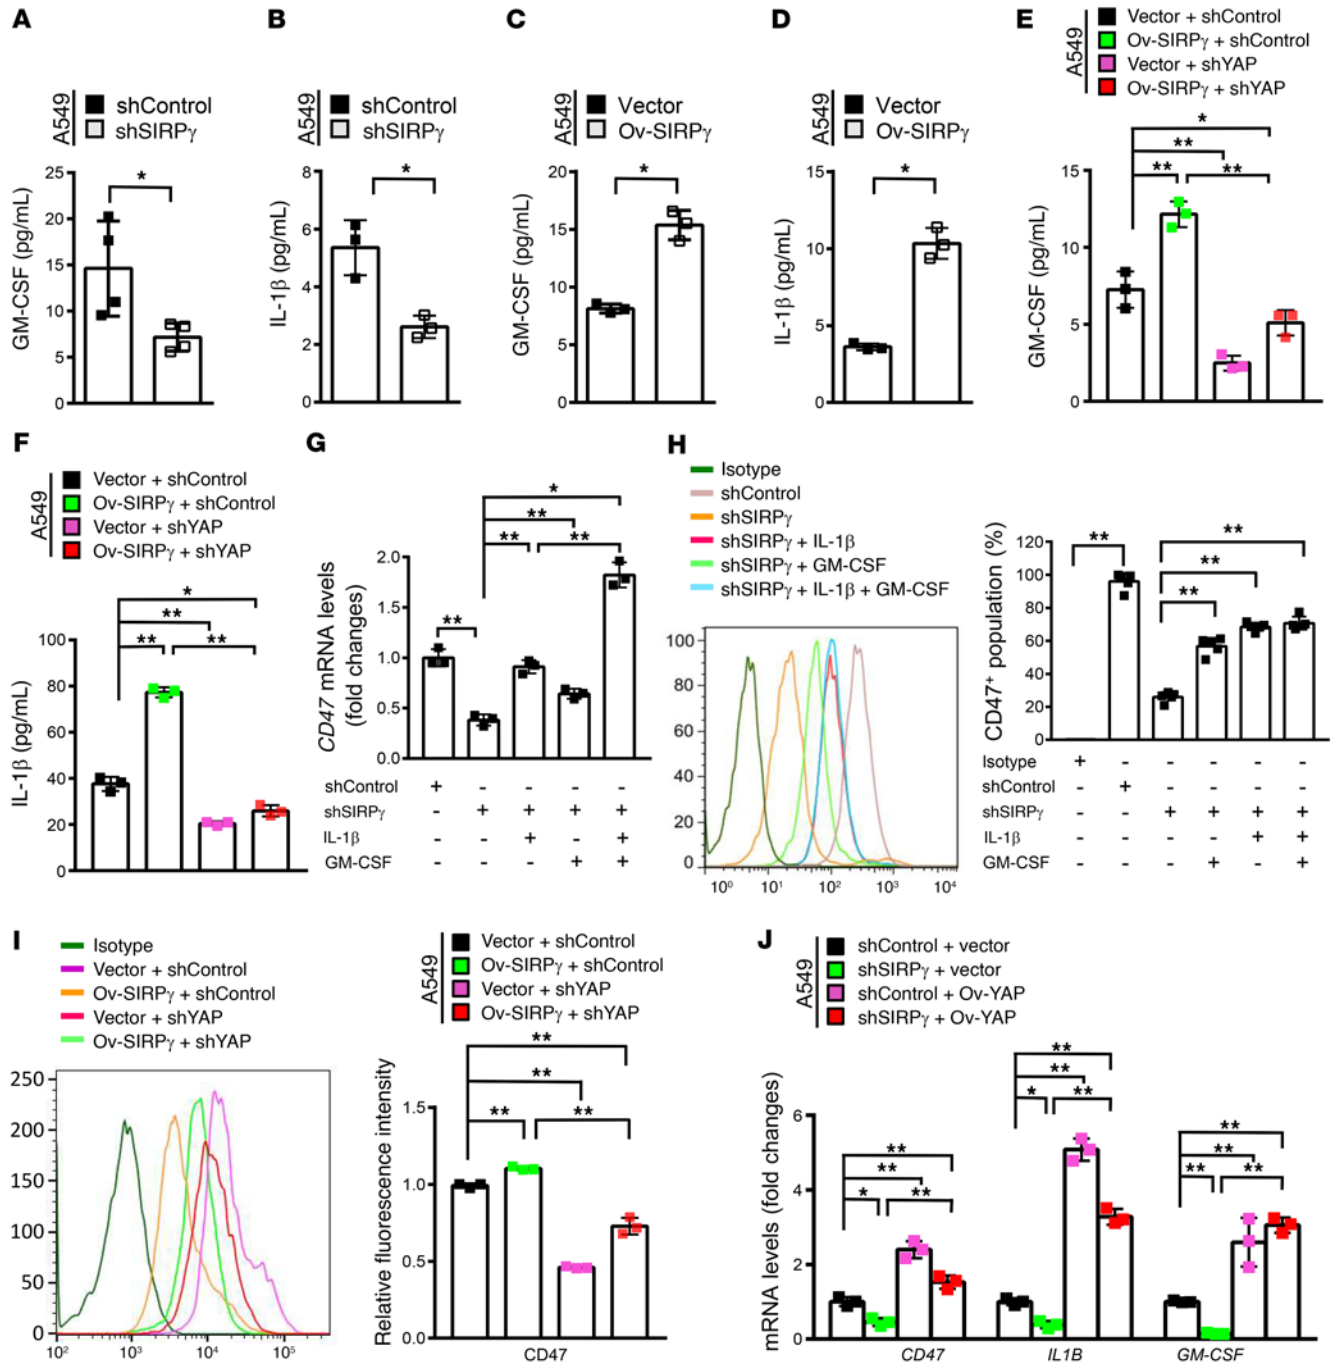 A
A549
shControl
shSIRPγ
*
GM-CSF (pg/mL)
25
20
15
10
5
0
B
A549
shControl
shSIRPγ
*
IL-1β (pg/mL)
8
6
4
2
0
C
A549
Vector
Ov-SIRPγ
*
GM-CSF (pg/mL)
20
15
10
5
0
D
A549
Vector
Ov-SIRPγ
*
IL-1β (pg/mL)
15
10
5
0
E
A549
Vector + shControl
Ov-SIRPγ + shControl
Vector + shYAP
Ov-SIRPγ + shYAP
*
**
** **
GM-CSF (pg/mL)
15
10
5
0
F
A549
Vector + shControl
Ov-SIRPγ + shControl
Vector + shYAP
Ov-SIRPγ + shYAP
*
**
** **
IL-1β (pg/mL)
100
80
60
40
20
0
G
*
**
** **
**
CD47 mRNA levels
(fold changes)
2.0
1.5
1.0
0.5
0.0
shControl + - - - -
shSIRPγ - + + + +
IL-1β - - + - +
GM-CSF - - - + +
H
Isotype
shControl
shSIRPγ
shSIRPγ + IL-1β
shSIRPγ + GM-CSF
shSIRPγ + IL-1β + GM-CSF
100
80
60
40
20
0
10⁰ 10¹ 10² 10³ 10⁴
** **
**
**
CD47⁺ population (%)
120
100
80
60
40
20
0
Isotype + - - - - -
shControl - + - - - -
shSIRPγ - - + + + +
IL-1β - - - - + +
GM-CSF - - - + - +
I
Isotype
Vector + shControl
Ov-SIRPγ + shControl
Vector + shYAP
Ov-SIRPγ + shYAP
250
200
150
100
50
0
10² 10³ 10⁴ 10⁵
A549
Vector + shControl
Ov-SIRPγ + shControl
Vector + shYAP
Ov-SIRPγ + shYAP
**
**
** **
Relative fluorescence intensity
1.5
1.0
0.5
0.0
CD47
J
A549
shControl + vector
shSIRPγ + vector
shControl + Ov-YAP
shSIRPγ + Ov-YAP
**
**
* **
**
**
* **
**
**
** **
mRNA levels (fold changes)
6
4
2
0
CD47 IL1B GM-CSF